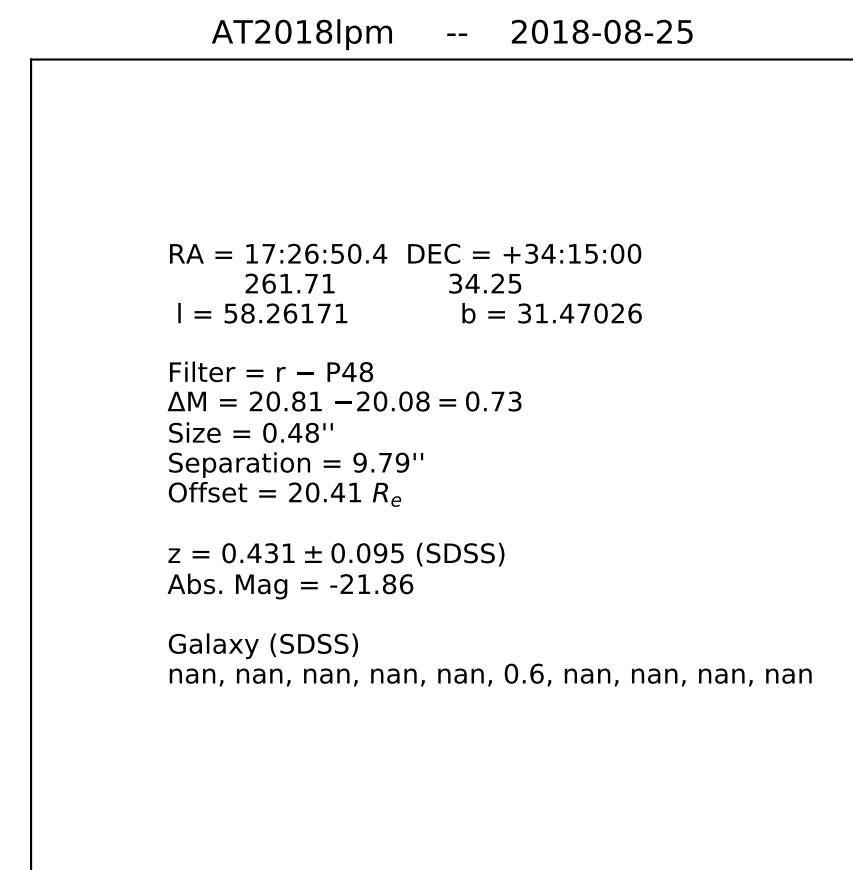 AT2018lpm -- 2018-08-25
RA = 17:26:50.4 DEC = +34:15:00
261.71 34.25
l = 58.26171 b = 31.47026
Filter = r − P48
ΔM = 20.81 −20.08 = 0.73
Size = 0.48''
Separation = 9.79''
Offset = 20.41 Re
z = 0.431 ± 0.095 (SDSS)
Abs. Mag = -21.86
Galaxy (SDSS)
nan, nan, nan, nan, nan, 0.6, nan, nan, nan, nan